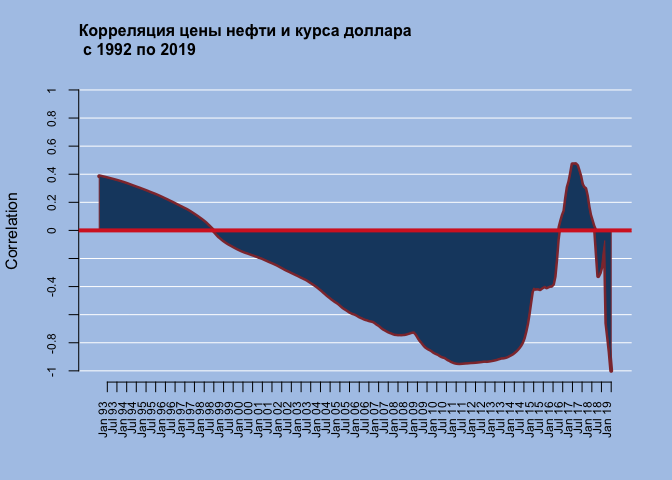 Корреляция цены нефти и курса доллара
с 1992 по 2019
Correlation
1
0.8
0.6
0.4
0.2
0
-0.4
-0.8
-1
Jan 93
Jul 93
Jan 94
Jul 94
Jan 95
Jul 95
Jan 96
Jul 96
Jan 97
Jul 97
Jan 98
Jul 98
Jan 99
Jul 99
Jan 00
Jul 00
Jan 01
Jul 01
Jan 02
Jul 02
Jan 03
Jul 03
Jan 04
Jul 04
Jan 05
Jul 05
Jan 06
Jul 06
Jan 07
Jul 07
Jan 08
Jul 08
Jan 09
Jul 09
Jan 10
Jul 10
Jan 11
Jul 11
Jan 12
Jul 12
Jan 13
Jul 13
Jan 14
Jul 14
Jan 15
Jul 15
Jan 16
Jul 16
Jan 17
Jul 17
Jan 18
Jul 18
Jan 19